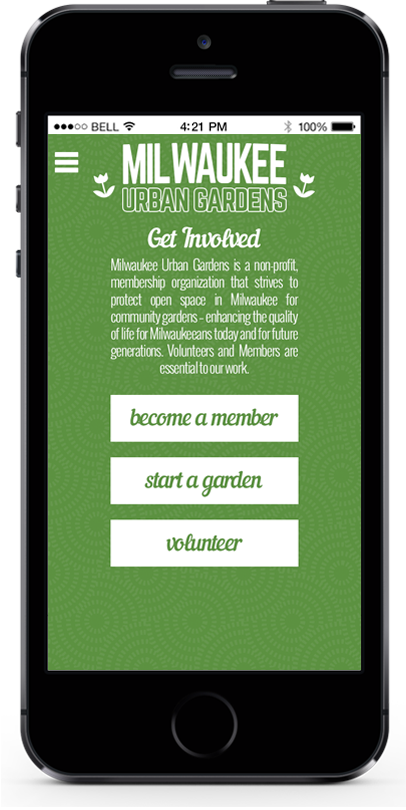 BELL 4:21 PM 100%
MILWAUKEE
URBAN GARDENS
Get Involved
Milwaukee Urban Gardens is a non-profit,
membership organization that strives to
protect open space in Milwaukee for
community gardens – enhancing the quality
of life for Milwaukeeans today and for future
generations. Volunteers and Members are
essential to our work.
become a member
start a garden
volunteer